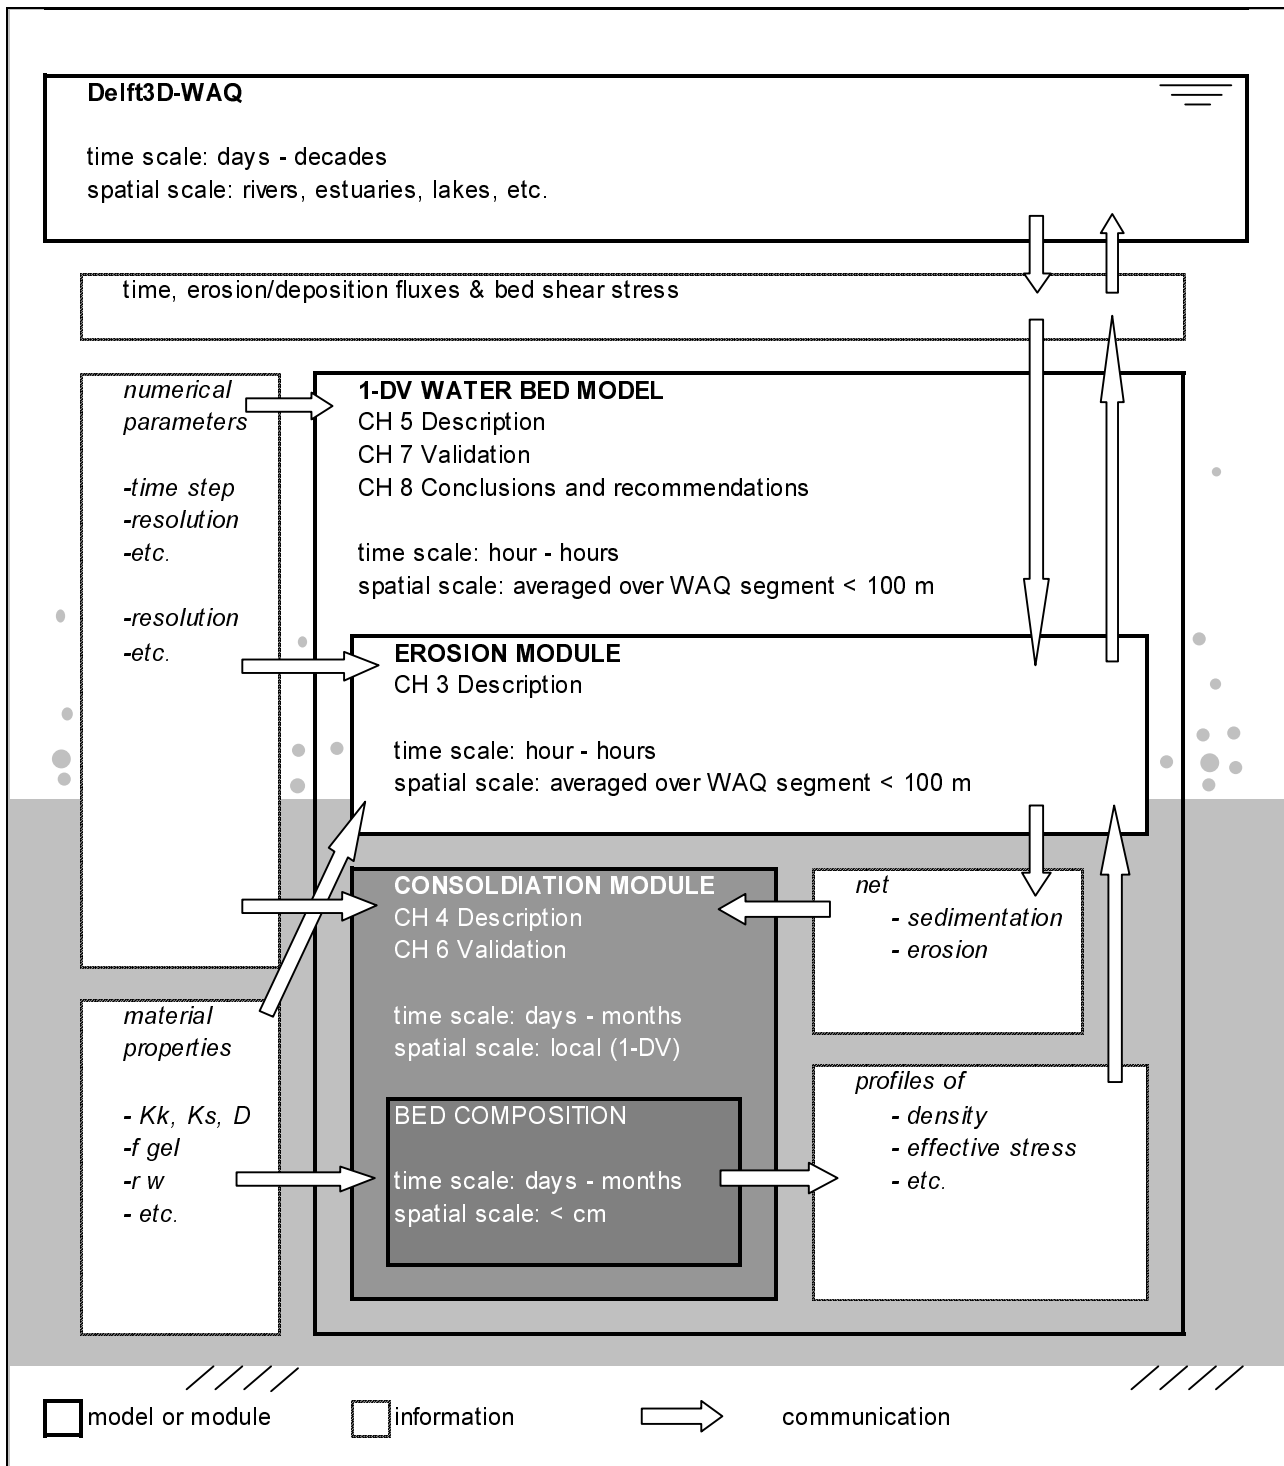 Delft3D-WAQ
time scale: days - decades
spatial scale: rivers, estuaries, lakes, etc.
time, erosion/deposition fluxes & bed shear stress
numerical
parameters
-time step
-resolution
-etc.
-resolution
-etc.
1-DV WATER BED MODEL
CH 5 Description
CH 7 Validation
CH 8 Conclusions and recommendations
time scale: hour - hours
spatial scale: averaged over WAQ segment < 100 m
EROSION MODULE
CH 3 Description
time scale: hour - hours
spatial scale: averaged over WAQ segment < 100 m
CONSOLDIATION MODULE
CH 4 Description
CH 6 Validation
time scale: days - months
spatial scale: local (1-DV)
net
- sedimentation
- erosion
material
properties
- Kk, Ks, D
-f gel
-r w
- etc.
BED COMPOSITION
time scale: days - months
spatial scale: < cm
profiles of
- density
- effective stress
- etc.
model or module
information
communication